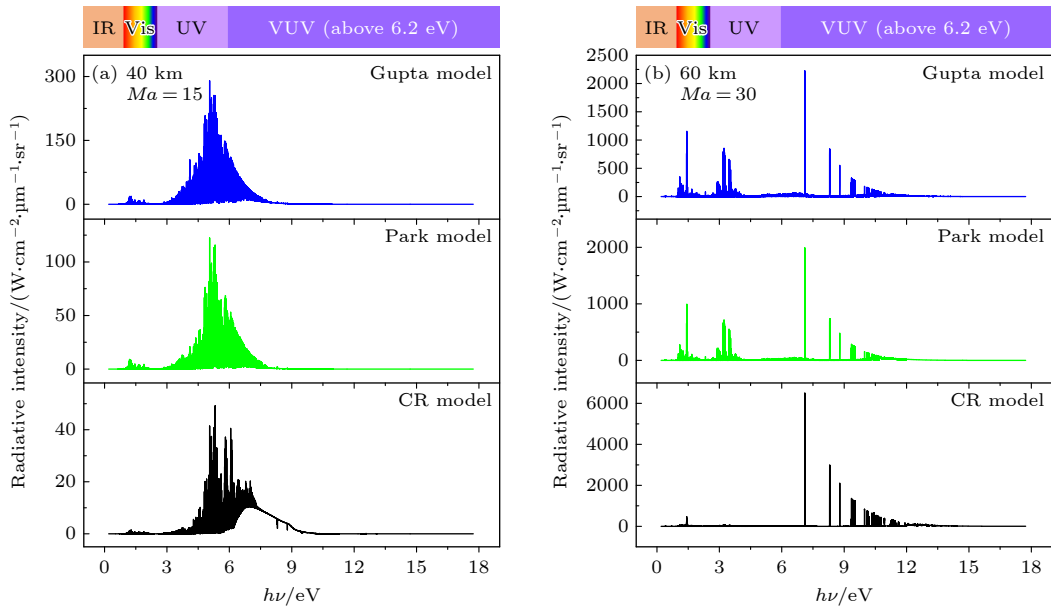 IR Vis UV VUV (above 6.2 eV)
(a) 40 km
Ma = 15
Gupta model
300
150
0
Park model
100
50
0
CR model
40
20
0
0 3 6 9 12 15 18
hν/eV
Radiative intensity/(W·cm⁻²·μm⁻¹·sr⁻¹)
IR Vis UV VUV (above 6.2 eV)
(b) 60 km
Ma = 30
Gupta model
2500
2000
1500
1000
500
0
Park model
2000
1000
0
CR model
6000
5000
4000
3000
2000
1000
0
0 3 6 9 12 15 18
hν/eV
Radiative intensity/(W·cm⁻²·μm⁻¹·sr⁻¹)